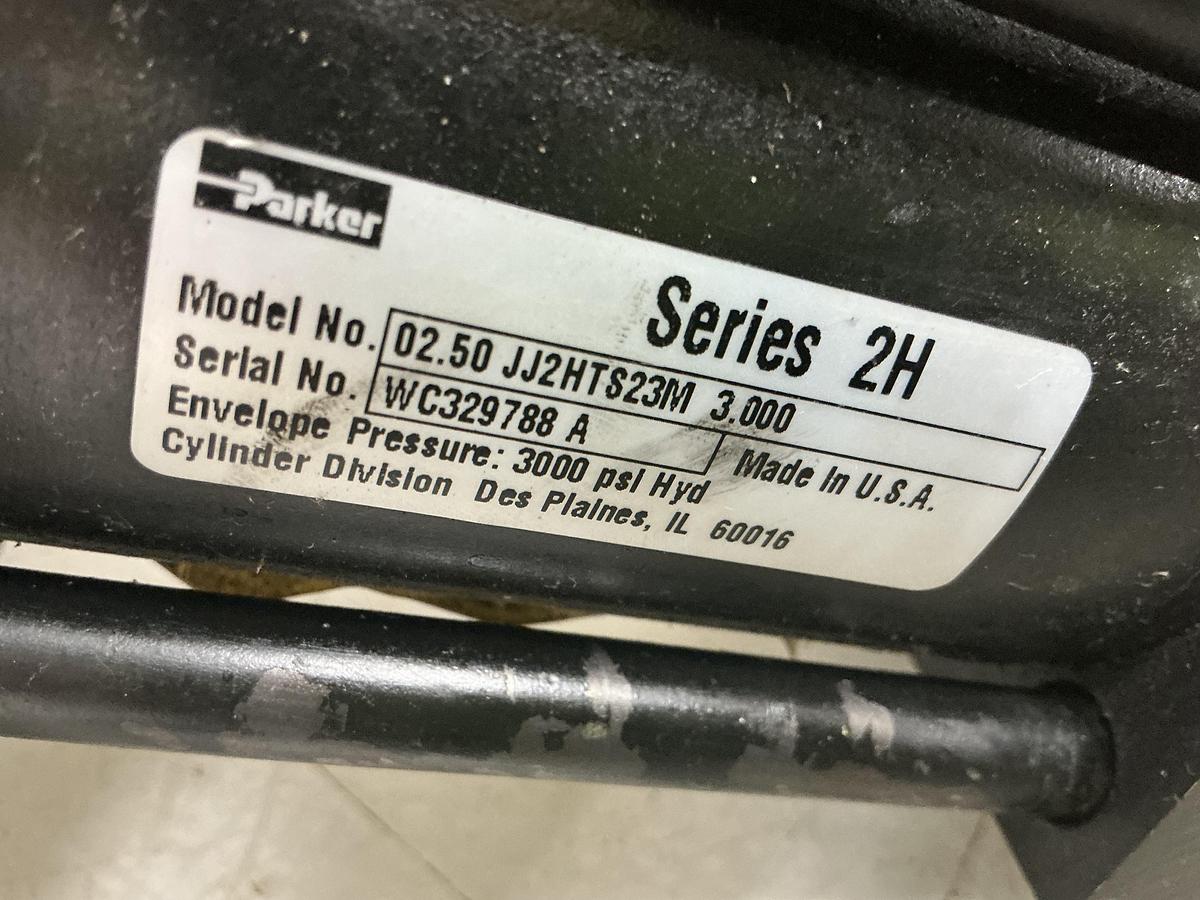 Parker
Series 2H
Model No. 02.50 JJ2HTS23M 3.000
Serial No. WC329788 A Made in U.S.A.
Envelope Pressure: 3000 psi Hyd
Cylinder Division Des Plaines, IL 60016